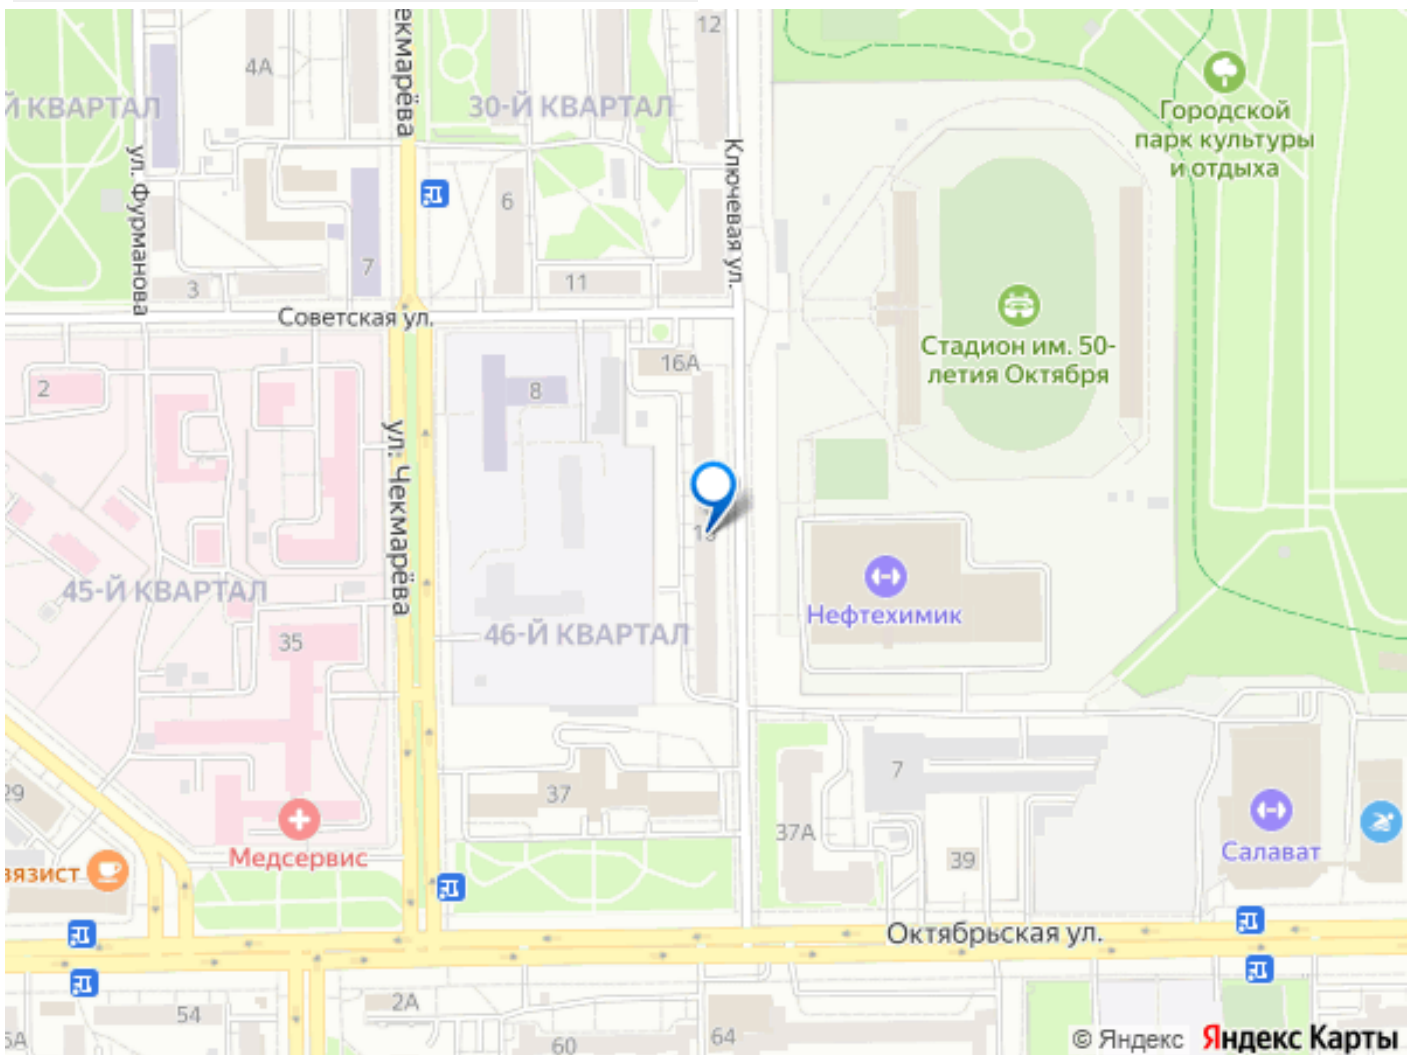 12
4А
екмарёва
Й КВАРТАЛ
30-Й КВАРТАЛ
Городской
парк культуры
и отдыха
ул. Фурманова
Ключевая ул.
6
7
3
11
Советская ул.
Стадион им. 50-
летия Октября
16А
2
8
ул. Чекмарёва
45-Й КВАРТАЛ
Нефтехимик
46-Й КВАРТАЛ
35
7
29
37
37А
Медсервис
39
Салават
язист
Октябрьская ул.
2А
54
5А
60
64
© Яндекс Яндекс Карты